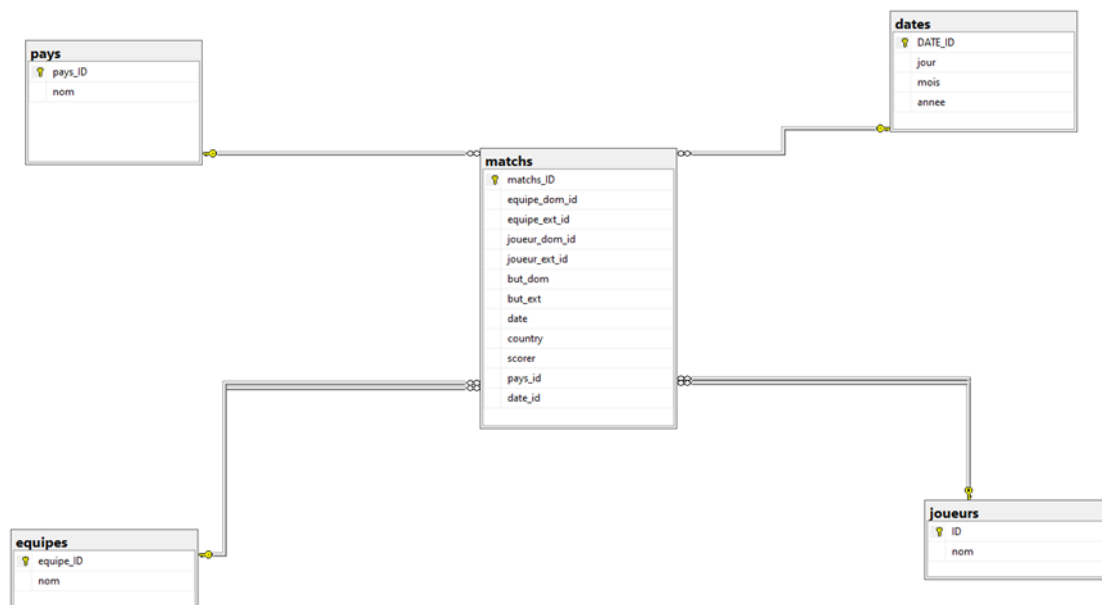 pays
pays_ID
nom
dates
DATE_ID
jour
mois
annee
matchs
matchs_ID
equipe_dom_id
equipe_ext_id
joueur_dom_id
joueur_ext_id
but_dom
but_ext
date
country
scorer
pays_id
date_id
equipes
equipe_ID
nom
joueurs
ID
nom